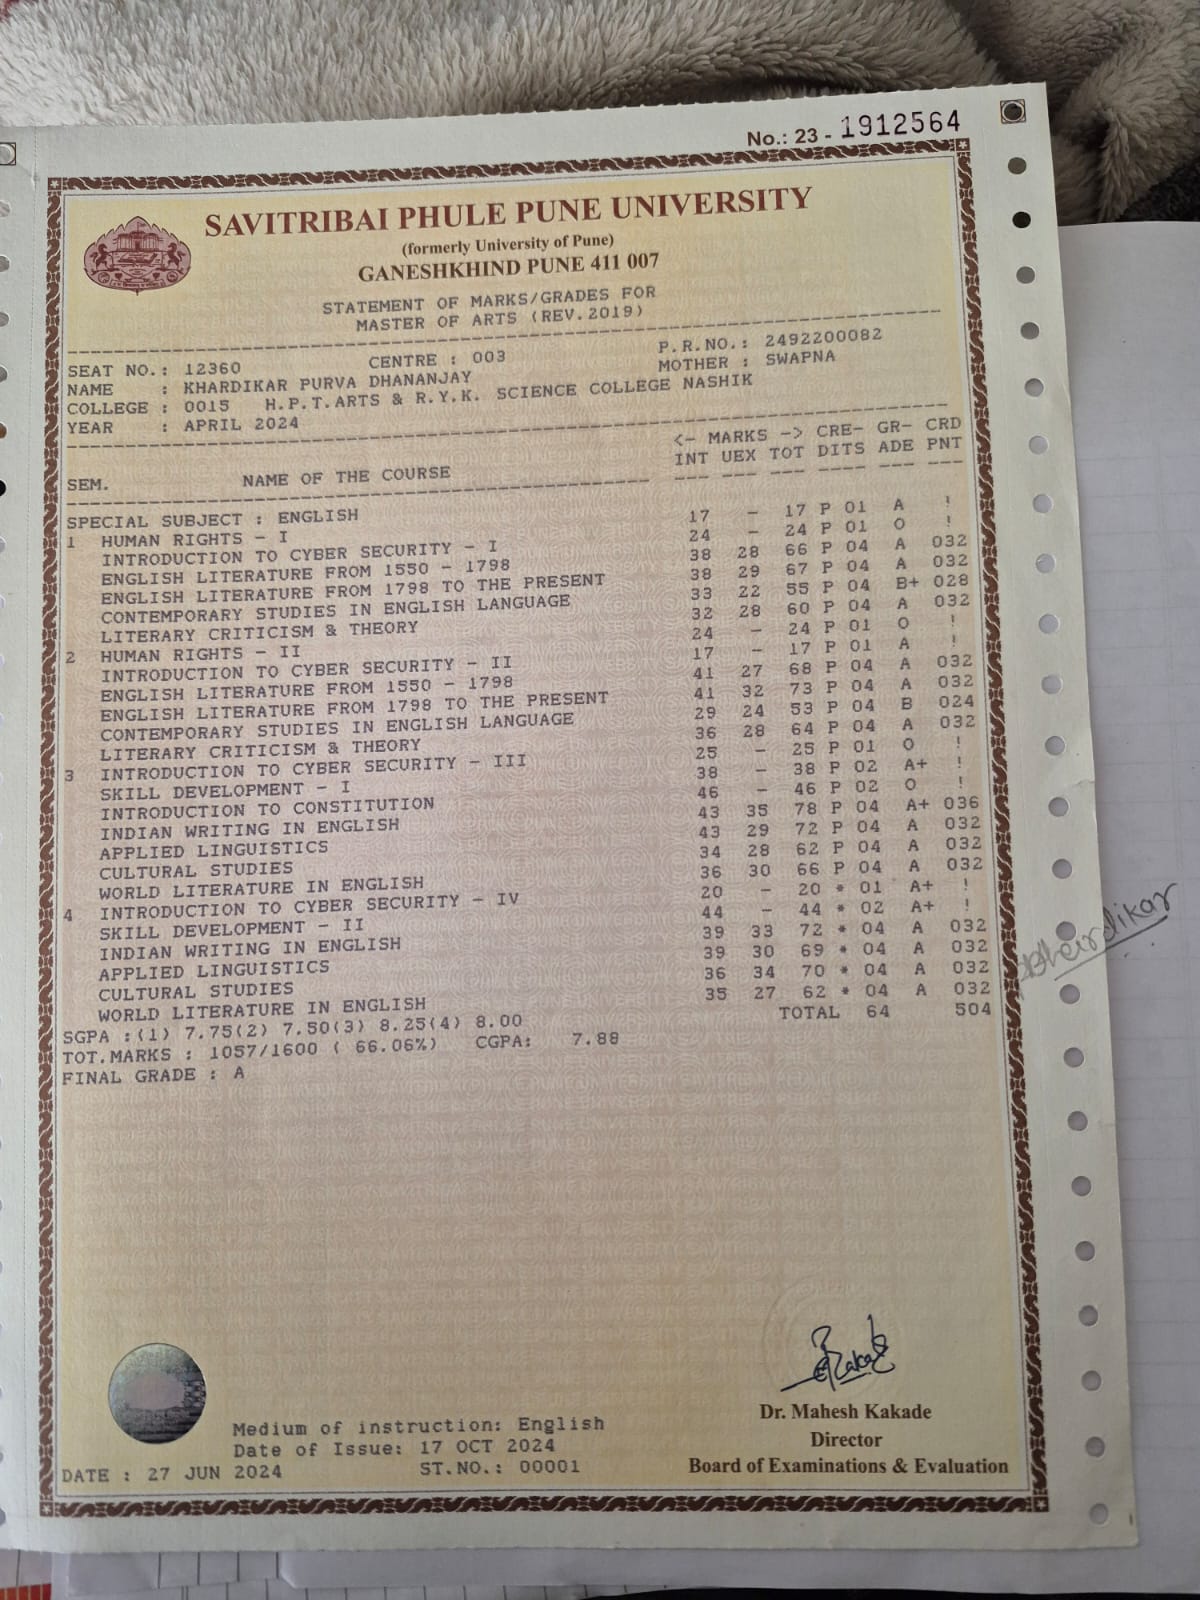 No.: 23 - 1912564
SAVITRIBAI PHULE PUNE UNIVERSITY
(formerly University of Pune)
GANESHKHIND PUNE 411 007
STATEMENT OF MARKS/GRADES FOR
MASTER OF ARTS (REV.2019)
SEAT NO.: 12360 CENTRE : 003 P.R.NO.: 2492200082
NAME : KHARDIKAR PURVA DHANANJAY MOTHER : SWAPNA
COLLEGE : 0015 H.P.T.ARTS & R.Y.K. SCIENCE COLLEGE NASHIK
YEAR : APRIL 2024
<- MARKS -> CRE- GR- CRD
SEM. NAME OF THE COURSE INT UEX TOT DITS ADE PNT
SPECIAL SUBJECT : ENGLISH
1 HUMAN RIGHTS - I 17 - 17 P 01 A !
INTRODUCTION TO CYBER SECURITY - I 24 - 24 P 01 O !
ENGLISH LITERATURE FROM 1550 - 1798 38 28 66 P 04 A 032
ENGLISH LITERATURE FROM 1798 TO THE PRESENT 38 29 67 P 04 A 032
CONTEMPORARY STUDIES IN ENGLISH LANGUAGE 33 22 55 P 04 B+ 028
LITERARY CRITICISM & THEORY 32 28 60 P 04 A 032
2 HUMAN RIGHTS - II 24 - 24 P 01 O !
INTRODUCTION TO CYBER SECURITY - II 17 - 17 P 01 A !
ENGLISH LITERATURE FROM 1550 - 1798 41 27 68 P 04 A 032
ENGLISH LITERATURE FROM 1798 TO THE PRESENT 41 32 73 P 04 A 032
CONTEMPORARY STUDIES IN ENGLISH LANGUAGE 29 24 53 P 04 B 024
LITERARY CRITICISM & THEORY 36 28 64 P 04 A 032
3 INTRODUCTION TO CYBER SECURITY - III 25 - 25 P 01 O !
SKILL DEVELOPMENT - I 38 - 38 P 02 A+ !
INTRODUCTION TO CONSTITUTION 46 - 46 P 02 O !
INDIAN WRITING IN ENGLISH 43 35 78 P 04 A+ 036
APPLIED LINGUISTICS 43 29 72 P 04 A 032
CULTURAL STUDIES 34 28 62 P 04 A 032
WORLD LITERATURE IN ENGLISH 36 30 66 P 04 A 032
4 INTRODUCTION TO CYBER SECURITY - IV 20 - 20 * 01 A+ !
SKILL DEVELOPMENT - II 44 - 44 * 02 A+ !
INDIAN WRITING IN ENGLISH 39 33 72 * 04 A 032
APPLIED LINGUISTICS 39 30 69 * 04 A 032
CULTURAL STUDIES 36 34 70 * 04 A 032
WORLD LITERATURE IN ENGLISH 35 27 62 * 04 A 032
SGPA :(1) 7.75(2) 7.50(3) 8.25(4) 8.00 TOTAL 64 504
TOT.MARKS : 1057/1600 ( 66.06%) CGPA: 7.88
FINAL GRADE : A
Medium of instruction: English
Date of Issue: 17 OCT 2024
DATE : 27 JUN 2024 ST.NO.: 00001
Dr. Mahesh Kakade
Director
Board of Examinations & Evaluation